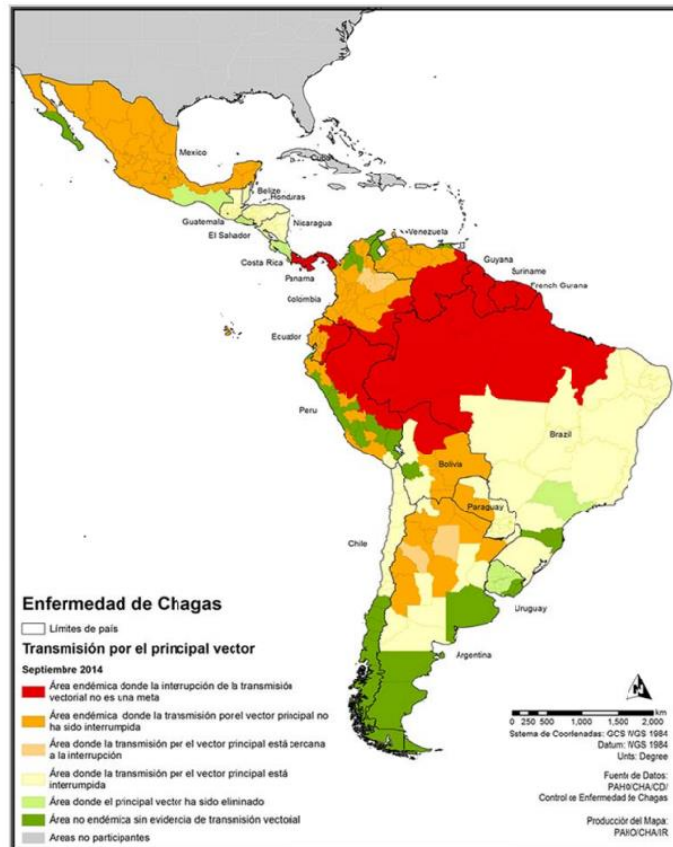 Mexico
Belize
Honduras
Guatemala
Nicaragua
El Salvador
Costa Rica
Panama
Venezuela
Guyana
Suriname
French Guiana
Colombia
Ecuador
Peru
Brazil
Bolivia
Paraguay
Chile
Uruguay
Argentina
Enfermedad de Chagas
Límites de país
Transmisión por el principal vector
Septiembre 2014
Área endémica donde la interrupción de la transmisión
vectorial no es una meta
Área endémica donde la transmisión por el vector principal no
ha sido interrumpida
Área donde la transmisión por el vector principal está cercana
a la interrupción
Área donde la transmisión por el vector principal está
interrumpida
Área donde el principal vector ha sido eliminado
Área no endémica sin evidencia de transmisión vectorial
Areas no participantes
N
0 250 500 1,000 1,500 2,000
km
Sistema de Coordenadas: GCS WGS 1984
Datum: WGS 1984
Units: Degree
Fuente de Datos:
PAHO/CHA/CD/
Control de Enfermedad de Chagas
Producción del Mapa:
PAHO/CHA/IR